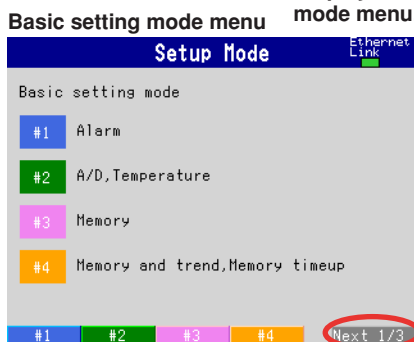 Basic setting mode menu
mode menu
Setup Mode
Ethernet
Link
Basic setting mode
#1 Alarm
#2 A/D,Temperature
#3 Memory
#4 Memory and trend,Memory timeup
#1 #2 #3 #4 Next 1/3